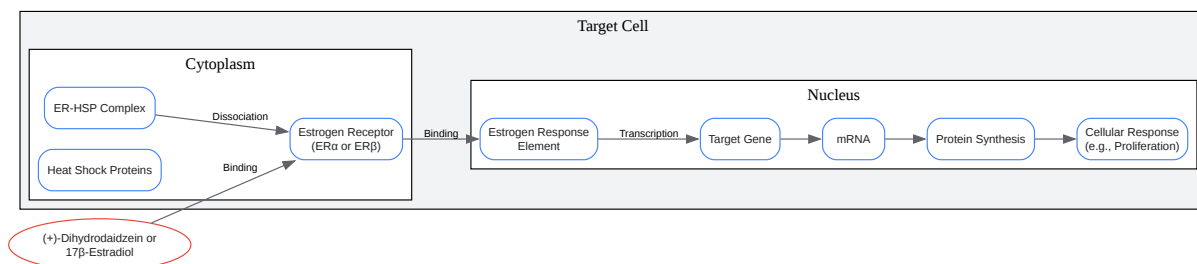 Target Cell
Cytoplasm
ER-HSP Complex
Dissociation
Heat Shock Proteins
Binding
Estrogen Receptor
(ERα or ERβ)
Binding
Nucleus
Estrogen Response
Element
Transcription
Target Gene
mRNA
Protein Synthesis
Cellular Response
(e.g., Proliferation)
(+)-Dihydrodaidzein or
17β-Estradiol